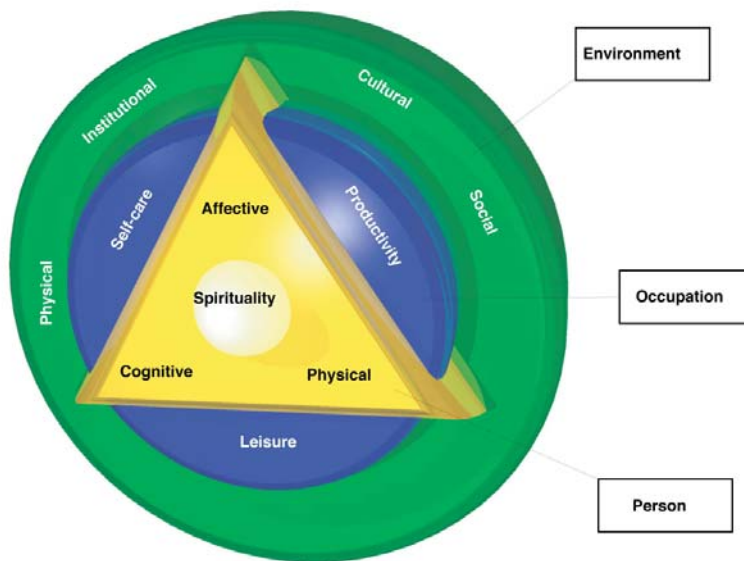 Environment
Cultural
Institutional
Social
Self-care
Productivity
Affective
Physical
Spirituality
Occupation
Cognitive
Physical
Leisure
Person